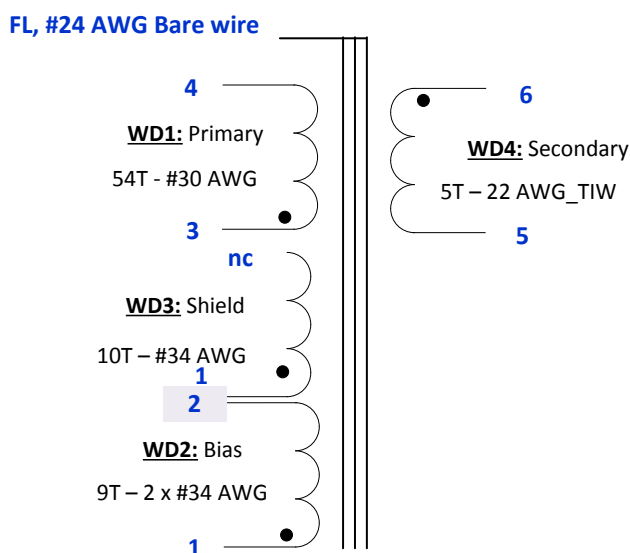 FL, #24 AWG Bare wire
4
WD1: Primary
54T - #30 AWG
3
nc
WD3: Shield
10T – #34 AWG
1
2
WD2: Bias
9T – 2 x #34 AWG
1
6
WD4: Secondary
5T – 22 AWG_TIW
5